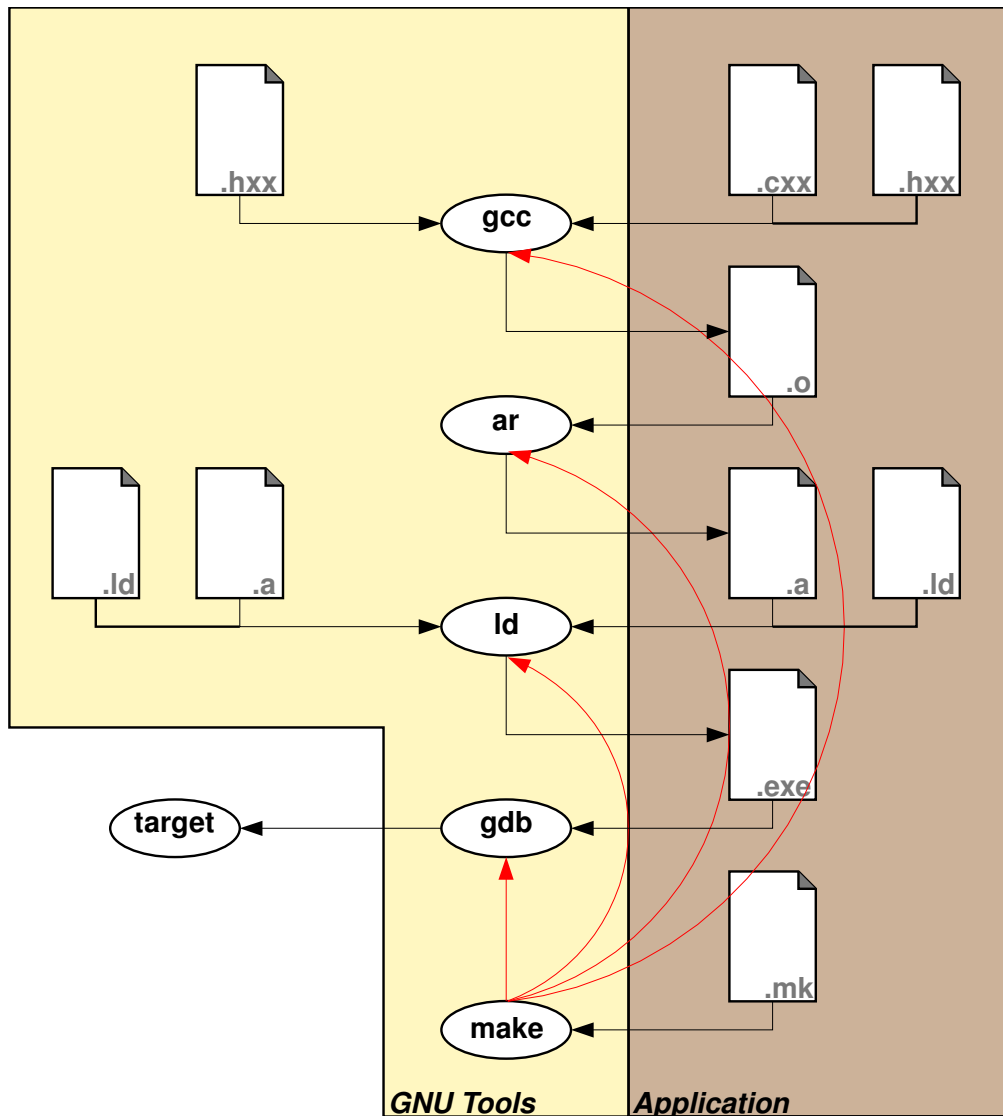 .hxx
.cxx
.hxx
gcc
.o
ar
.ld
.a
.a
.ld
ld
.exe
target
gdb
.mk
make
GNU Tools
Application